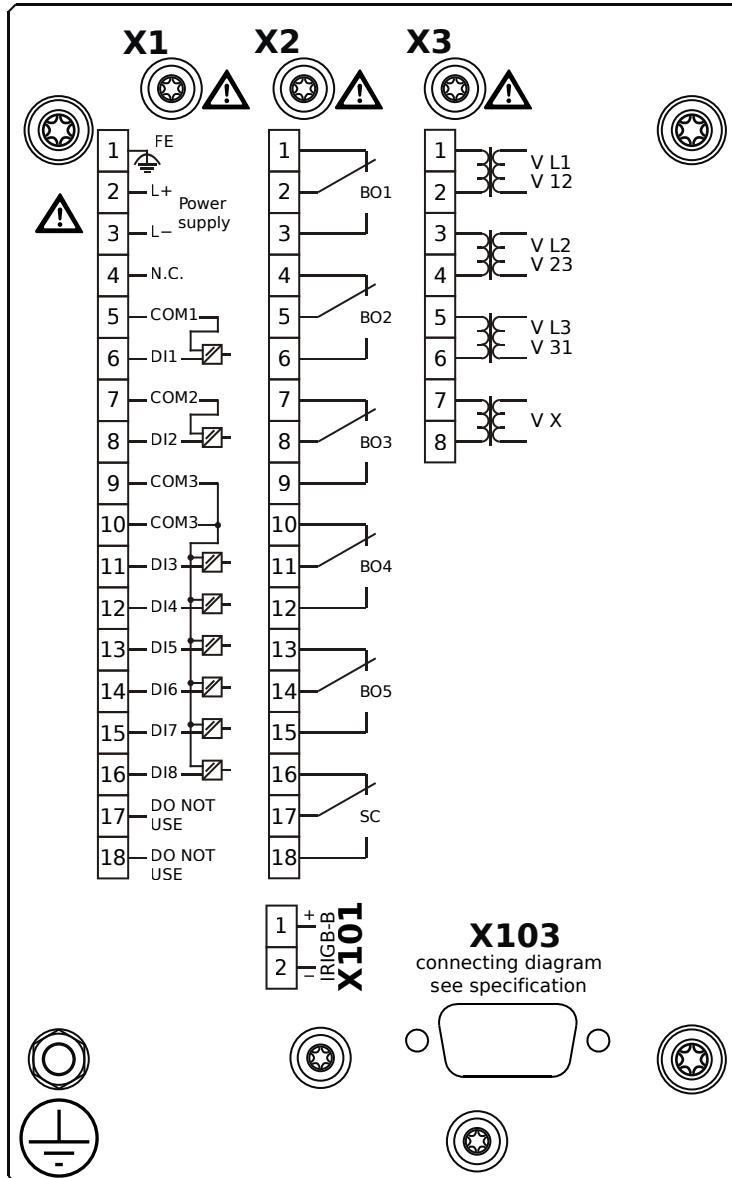 X1
X2
X3
1
FE
2
L+
Power
supply
3
L−
4
N.C.
5
COM1
6
DI1
7
COM2
8
DI2
9
COM3
10
COM3
11
DI3
12
DI4
13
DI5
14
DI6
15
DI7
16
DI8
17
DO NOT
USE
18
DO NOT
USE
1
2
BO1
3
4
5
BO2
6
7
8
BO3
9
10
11
BO4
12
13
14
BO5
15
16
17
SC
18
1
V L1
2
V 12
3
V L2
4
V 23
5
V L3
6
V 31
7
V X
8
1
+
2
−
IRIGB-B
X101
X103
connecting diagram
see specification